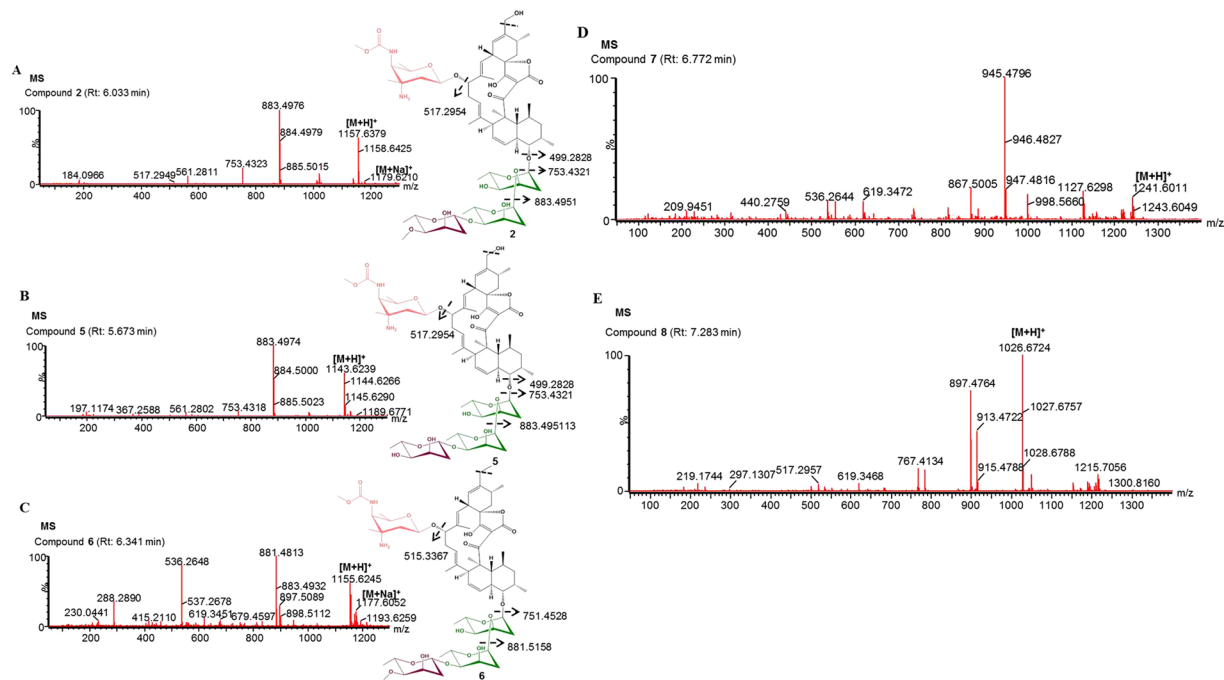 A
MS
Compound 2 (Rt: 6.033 min)
100
%
0
883.4976
884.4979
885.5015
[M+H]+
1157.6379
1158.6425
[M+Na]+
1179.6210
753.4323
561.2811
517.2949
184.0966
200 400 600 800 1000 1200
m/z
OH
O
NH
NH2
H
HO
517.2954
499.2828
753.4321
883.4951
2
B
MS
Compound 5 (Rt: 5.673 min)
100
%
0
883.4974
884.5000
885.5023
[M+H]+
1143.6239
1144.6266
1145.6290
1189.6771
753.4318
561.2802
367.2588
197.1174
200 400 600 800 1000 1200
m/z
OH
517.2954
499.2828
753.4321
883.495113
5
C
MS
Compound 6 (Rt: 6.341 min)
100
%
0
536.2648
537.2678
881.4813
883.4932
897.5089
898.5112
[M+H]+
1155.6245
[M+Na]+
1177.6052
1193.6259
288.2890
230.0441
415.2110
619.3451
679.4597
200 400 600 800 1000 1200
m/z
515.3367
751.4528
881.5158
6
D
MS
Compound 7 (Rt: 6.772 min)
100
%
0
945.4796
946.4827
947.4816
867.5005
998.5660
1127.6298
[M+H]+
1241.6011
1243.6049
619.3472
536.2644
440.2759
209.9451
100 200 300 400 500 600 700 800 900 1000 1100 1200 1300
m/z
E
MS
Compound 8 (Rt: 7.283 min)
100
%
0
[M+H]+
1026.6724
1027.6757
1028.6788
897.4764
913.4722
915.4788
767.4134
619.3468
517.2957
297.1307
219.1744
1215.7056
1300.8160
100 200 300 400 500 600 700 800 900 1000 1100 1200 1300
m/z